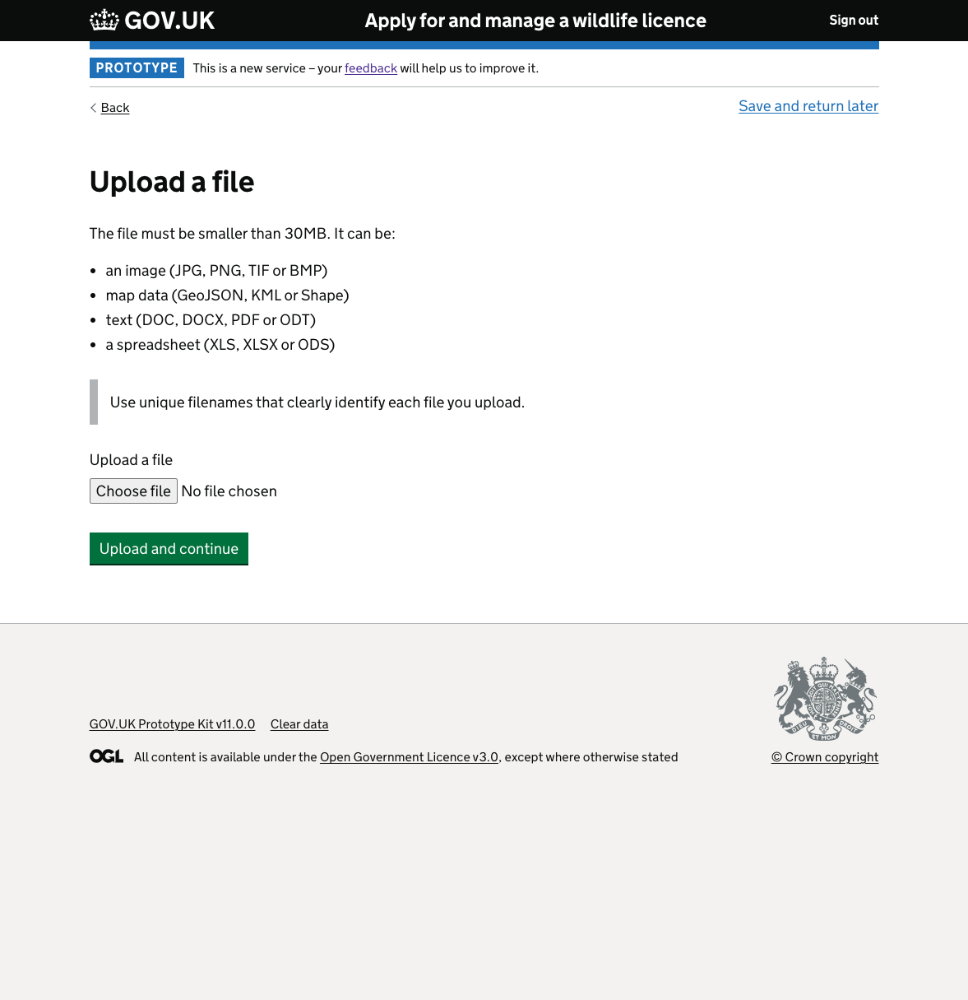 GOV.UK Apply for and manage a wildlife licence Sign out
PROTOTYPE This is a new service – your feedback will help us to improve it.
Back Save and return later
Upload a file
The file must be smaller than 30MB. It can be:
• an image (JPG, PNG, TIF or BMP)
• map data (GeoJSON, KML or Shape)
• text (DOC, DOCX, PDF or ODT)
• a spreadsheet (XLS, XLSX or ODS)
Use unique filenames that clearly identify each file you upload.
Upload a file
Choose file No file chosen
Upload and continue
GOV.UK Prototype Kit v11.0.0 Clear data
DIEU ET MON DROIT
OGL All content is available under the Open Government Licence v3.0, except where otherwise stated © Crown copyright